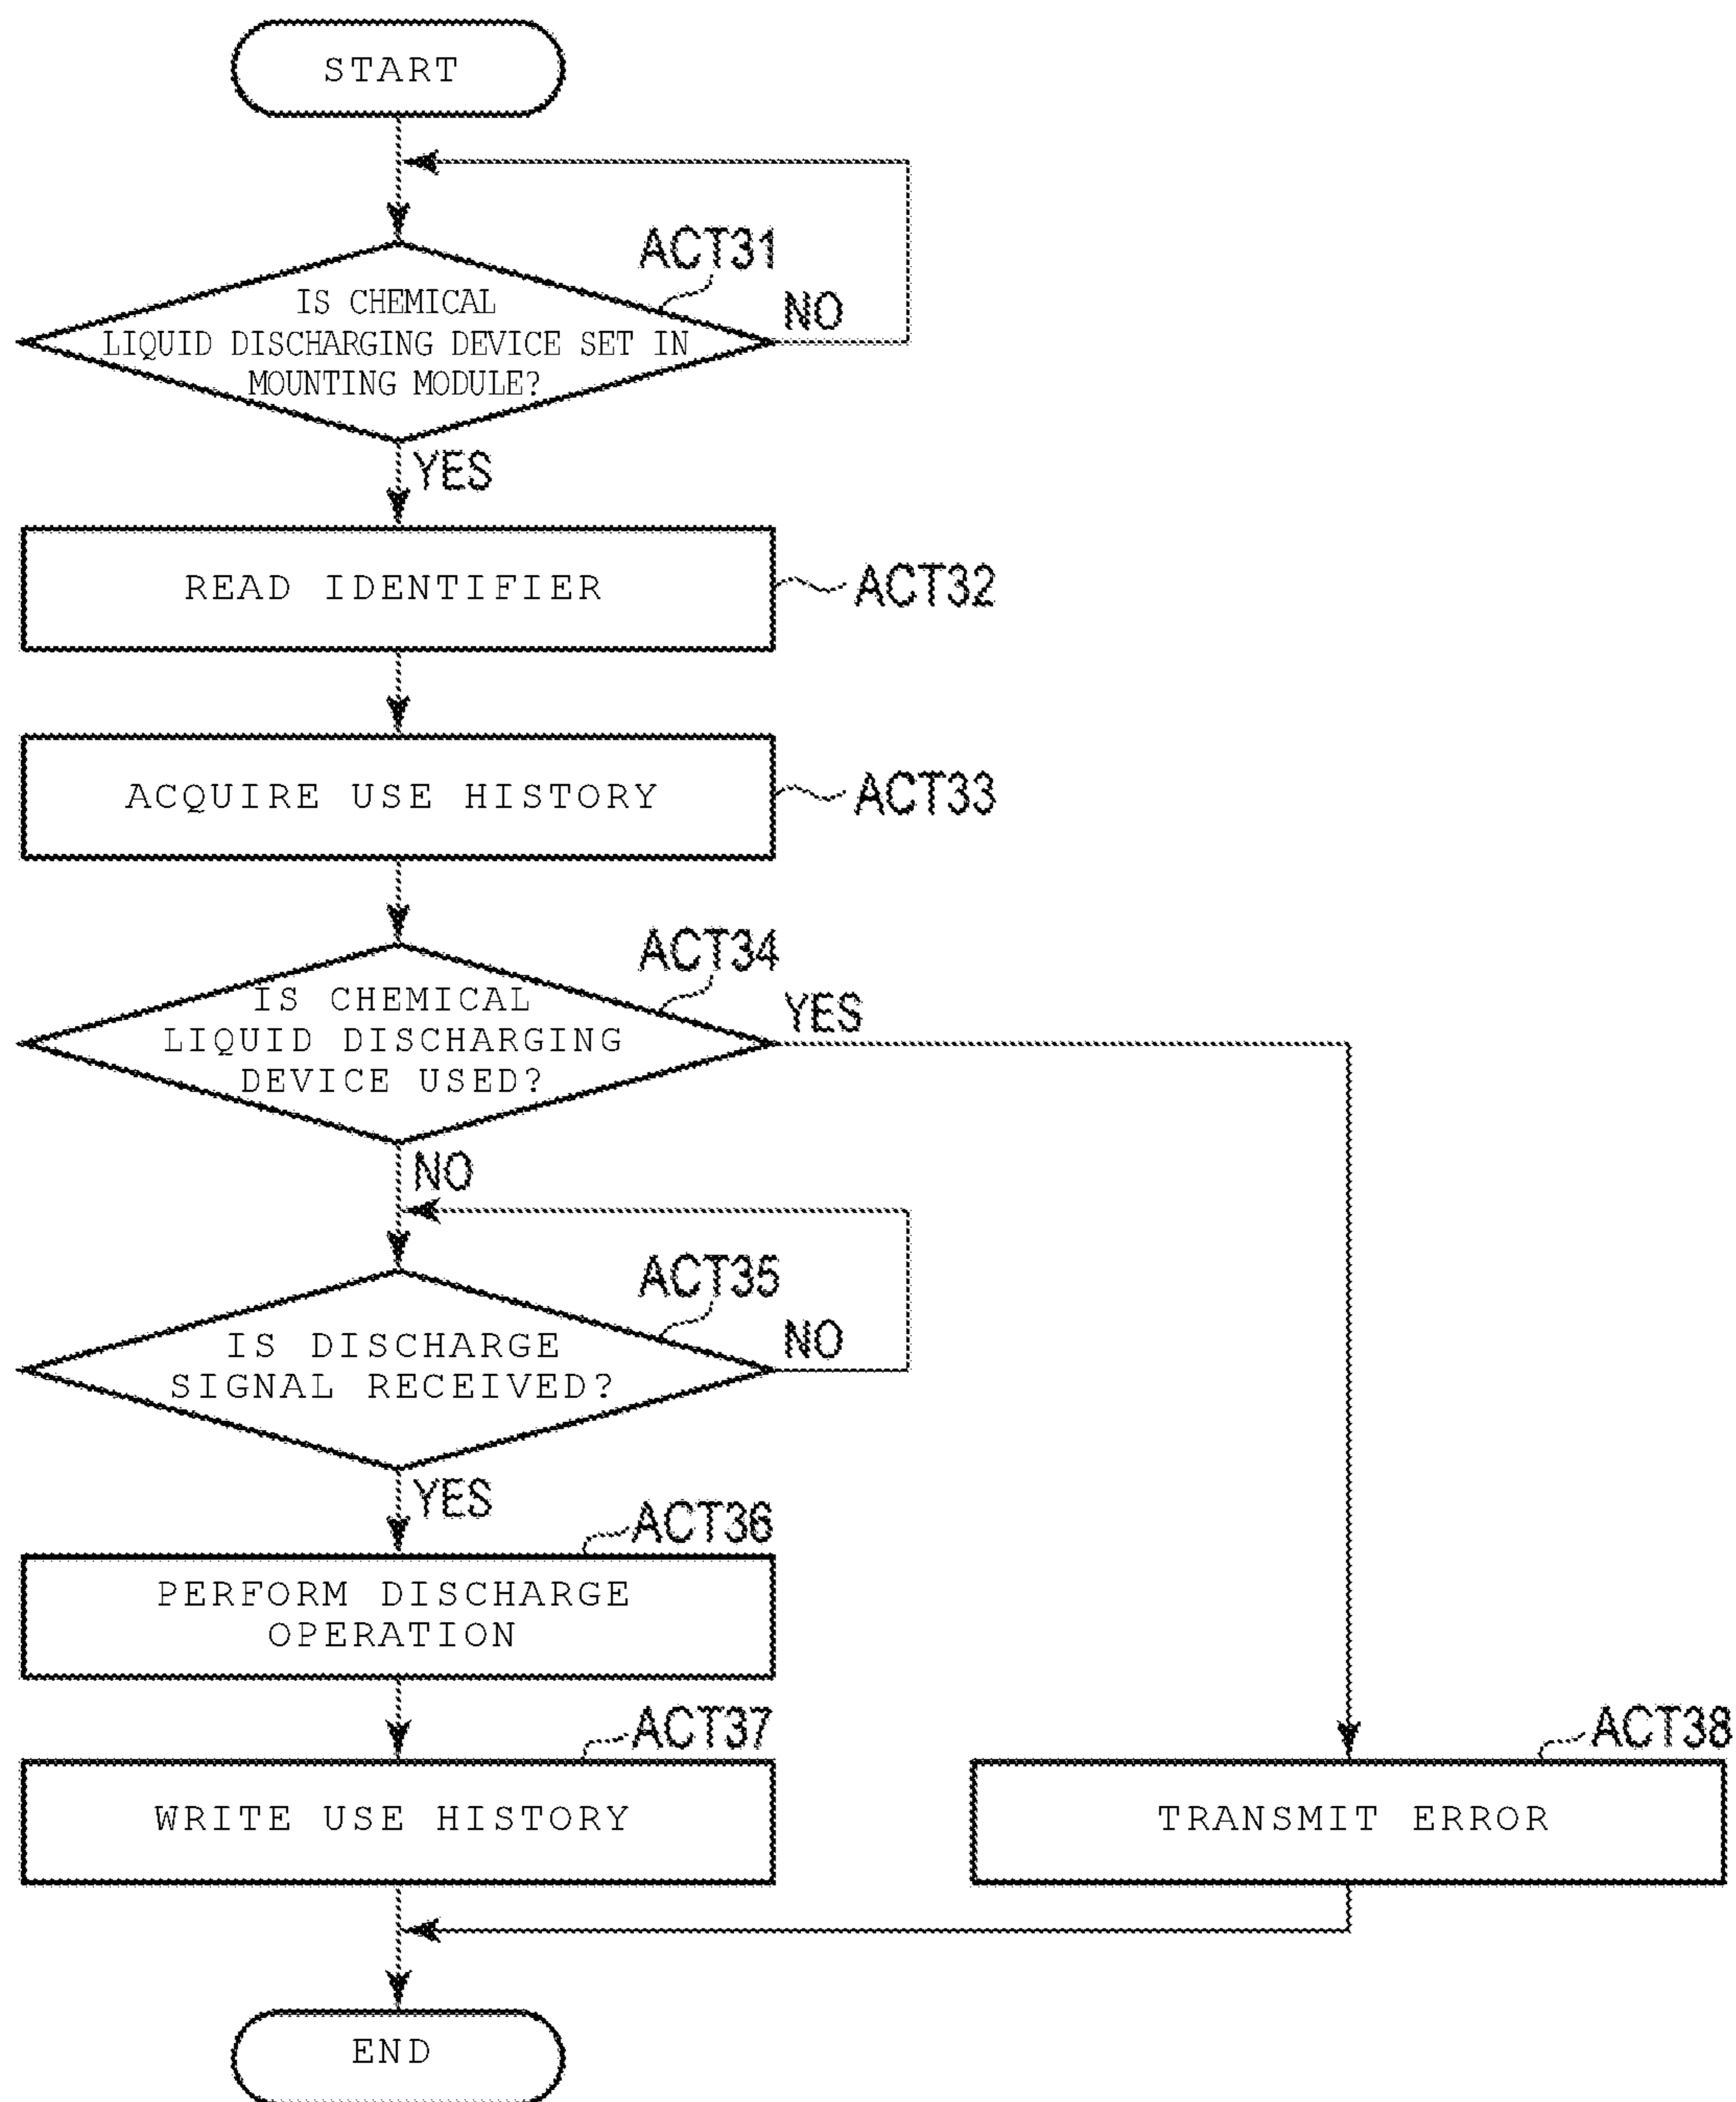 START
ACT31
IS CHEMICAL
LIQUID DISCHARGING DEVICE SET IN
MOUNTING MODULE?
NO
YES
READ IDENTIFIER
ACT32
ACQUIRE USE HISTORY
ACT33
ACT34
IS CHEMICAL
LIQUID DISCHARGING
DEVICE USED?
YES
NO
ACT35
IS DISCHARGE
SIGNAL RECEIVED?
NO
YES
ACT36
PERFORM DISCHARGE
OPERATION
ACT37
WRITE USE HISTORY
ACT38
TRANSMIT ERROR
END